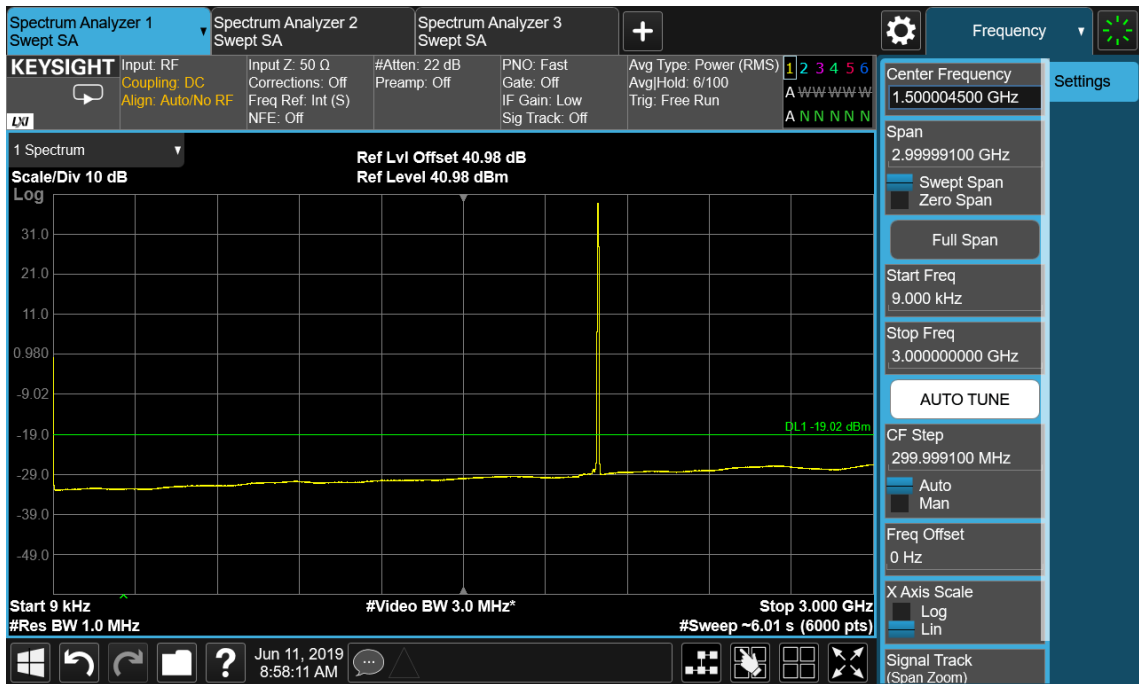 Spectrum Analyzer 1
Swept SA
Spectrum Analyzer 2
Swept SA
Spectrum Analyzer 3
Swept SA
Frequency
KEYSIGHT
LXI
Input: RF
Coupling: DC
Align: Auto/No RF
Input Z: 50 Ω
Corrections: Off
Freq Ref: Int (S)
NFE: Off
#Atten: 22 dB
Preamp: Off
PNO: Fast
Gate: Off
IF Gain: Low
Sig Track: Off
Avg Type: Power (RMS)
Avg|Hold: 6/100
Trig: Free Run
1 2 3 4 5 6
A W W W W W
A N N N N N
Center Frequency
1.500004500 GHz
Settings
Span
2.99999100 GHz
Swept Span
Zero Span
Full Span
Start Freq
9.000 kHz
Stop Freq
3.000000000 GHz
AUTO TUNE
CF Step
299.999100 MHz
Auto
Man
Freq Offset
0 Hz
X Axis Scale
Log
Lin
Signal Track
(Span Zoom)
1 Spectrum
Scale/Div 10 dB
Ref Lvl Offset 40.98 dB
Ref Level 40.98 dBm
Log
31.0
21.0
11.0
0.980
-9.02
-19.0
-29.0
-39.0
-49.0
DL1 -19.02 dBm
Start 9 kHz
#Video BW 3.0 MHz*
Stop 3.000 GHz
#Res BW 1.0 MHz
#Sweep ~6.01 s (6000 pts)
?
Jun 11, 2019
8:58:11 AM